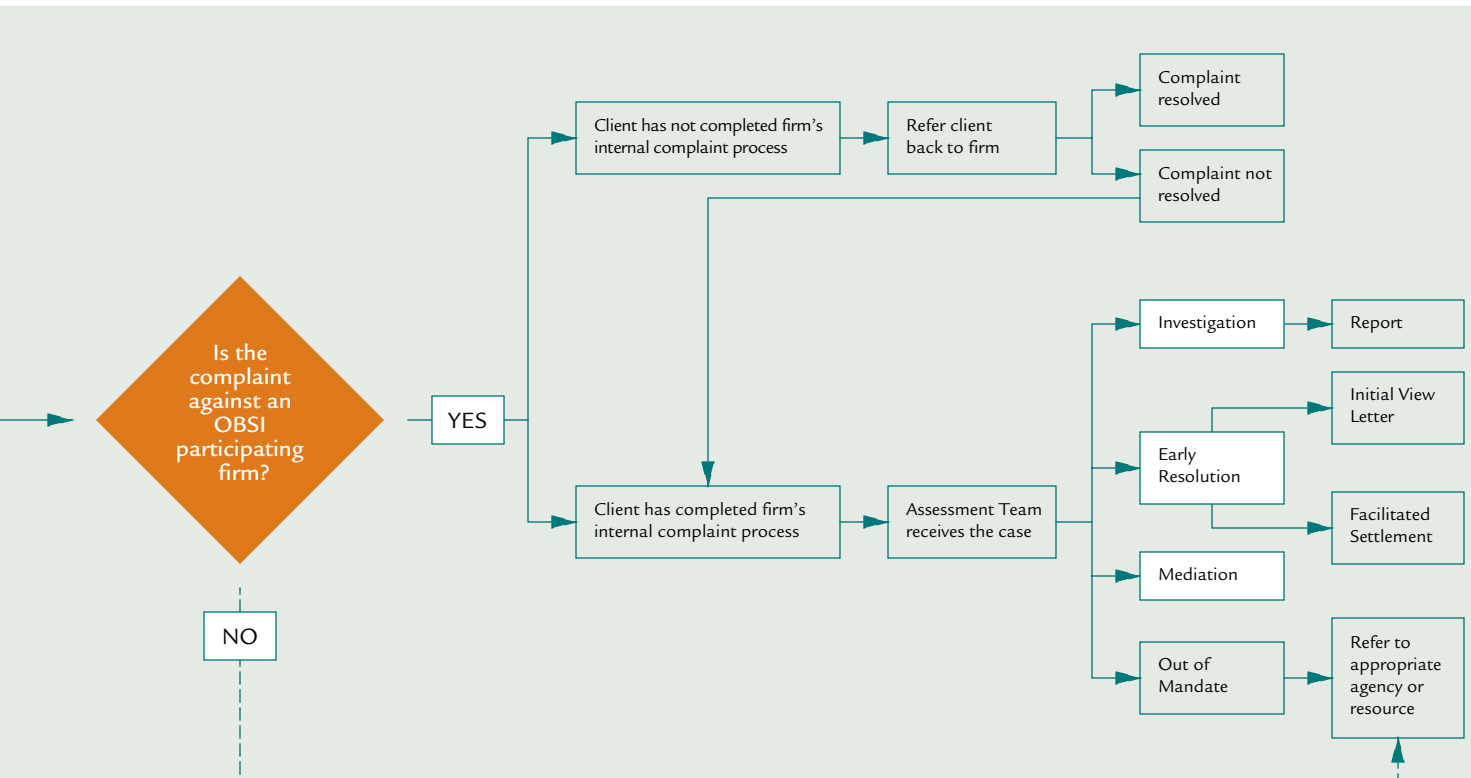 Is the
complaint
against an
OBSI
participating
firm?
YES
NO
Client has not completed firm's
internal complaint process
Refer client
back to firm
Complaint
resolved
Complaint not
resolved
Client has completed firm's
internal complaint process
Assessment Team
receives the case
Investigation
Report
Early
Resolution
Initial View
Letter
Facilitated
Settlement
Mediation
Out of
Mandate
Refer to
appropriate
agency or
resource